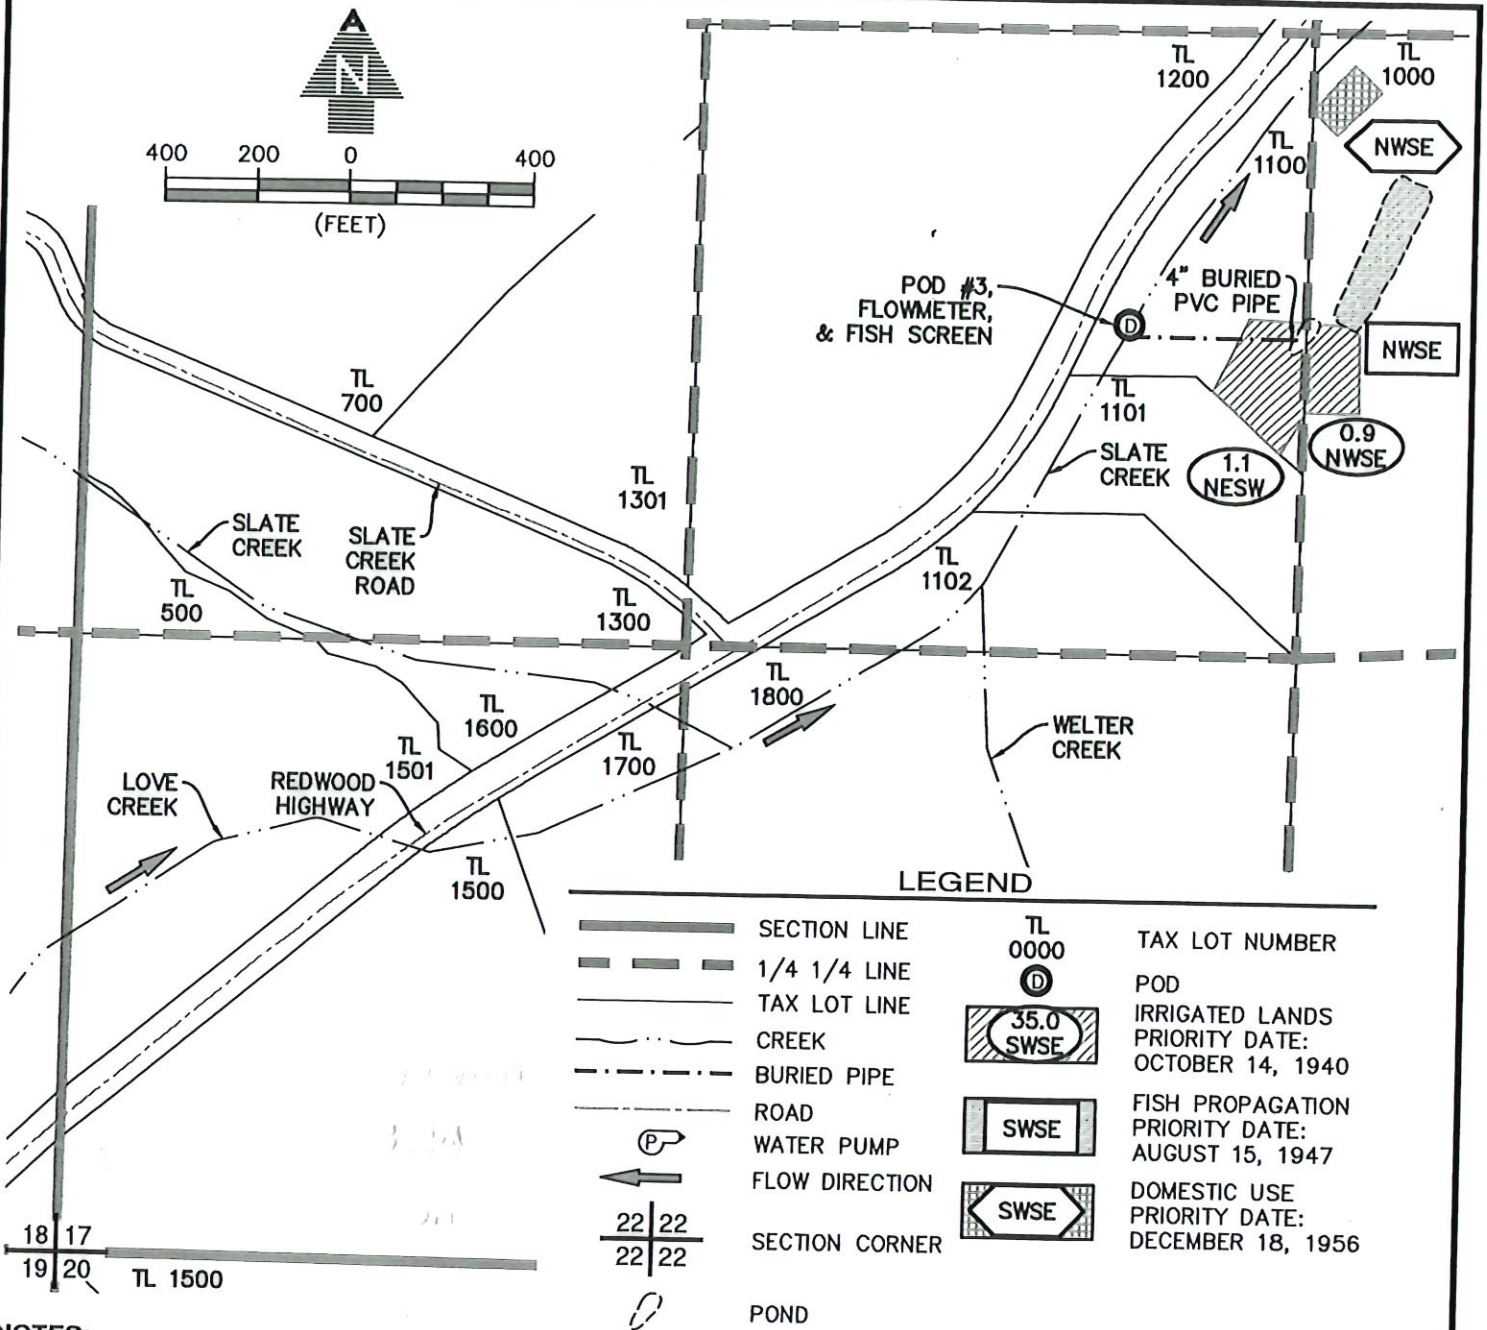 N
400 200 0 400
(FEET)
TL
1200
TL
1000
NWSE
TL
1100
POD #3,
FLOWMETER,
& FISH SCREEN
D
4" BURIED
PVC PIPE
NWSE
TL
700
TL
1101
SLATE
CREEK
1.1
NESW
0.9
NWSE
TL
1301
SLATE
CREEK
SLATE
CREEK
ROAD
TL
500
TL
1300
TL
1102
TL
1600
TL
1800
TL
1501
TL
1700
WELTER
CREEK
LOVE
CREEK
REDWOOD
HIGHWAY
TL
1500
LEGEND
SECTION LINE
1/4 1/4 LINE
TAX LOT LINE
CREEK
BURIED PIPE
ROAD
P
WATER PUMP
FLOW DIRECTION
22 22
22 22
SECTION CORNER
POND
TL
0000
TAX LOT NUMBER
D
POD
35.0
SWSE
IRRIGATED LANDS
PRIORITY DATE:
OCTOBER 14, 1940
SWSE
FISH PROPAGATION
PRIORITY DATE:
AUGUST 15, 1947
SWSE
DOMESTIC USE
PRIORITY DATE:
DECEMBER 18, 1956
18 17
19 20
TL 1500